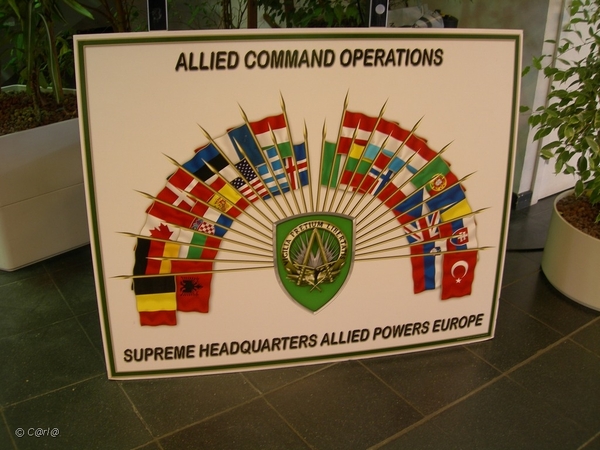 ALLIED COMMAND OPERATIONS
SUPREME HEADQUARTERS ALLIED POWERS EUROPE
© C@rl@